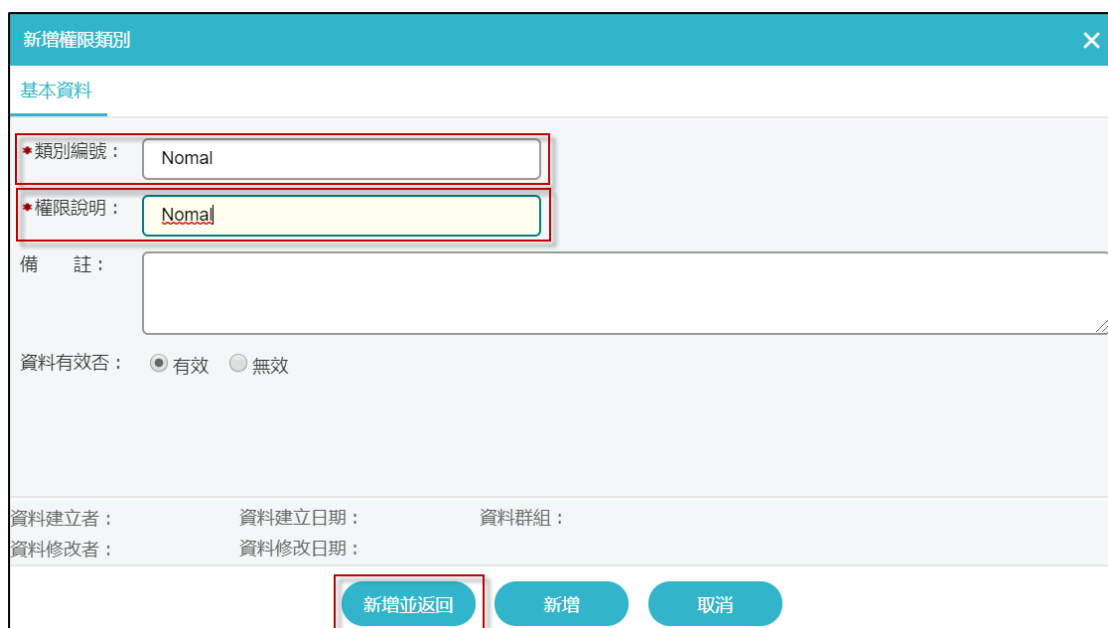 新增權限類別
基本資料
*類別編號： Nomal
*權限說明： Nomal
備 註：
資料有效否： 有效 無效
資料建立者： 資料建立日期： 資料群組：
資料修改者： 資料修改日期：
新增並返回 新增 取消